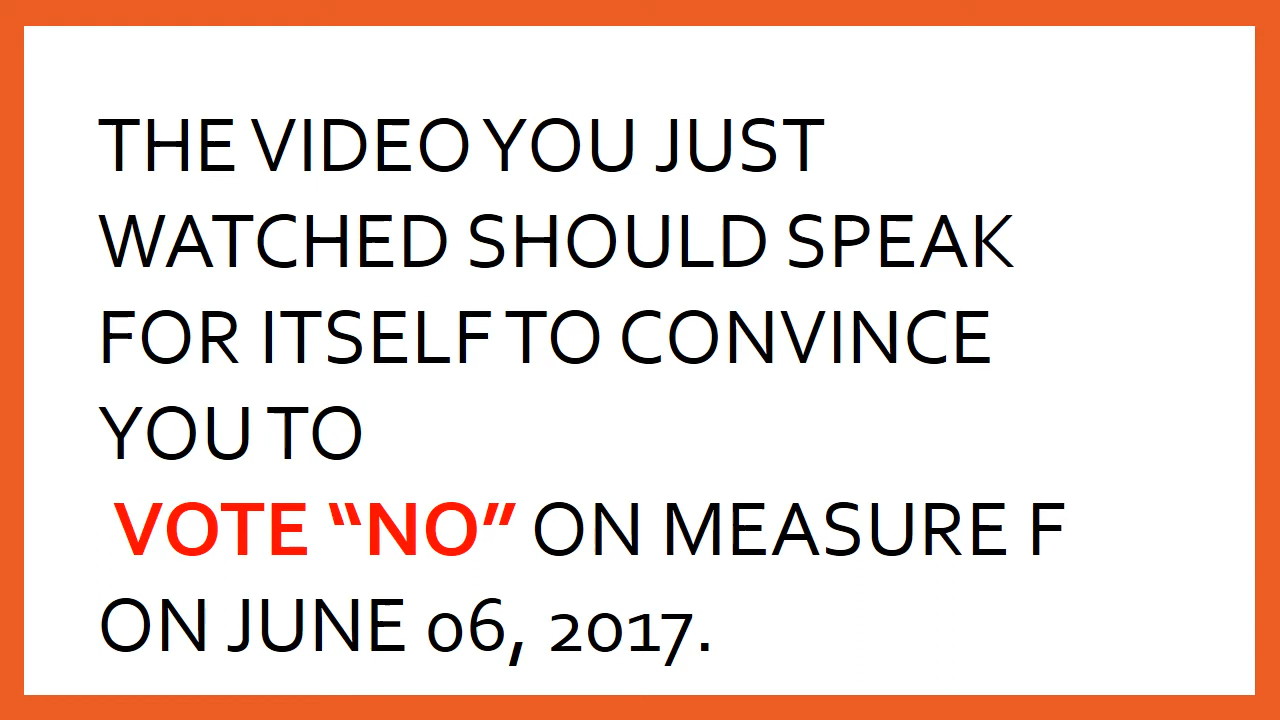 THE VIDEO YOU JUST
WATCHED SHOULD SPEAK
FOR ITSELF TO CONVINCE
YOU TO
VOTE “NO” ON MEASURE F
ON JUNE 06, 2017.